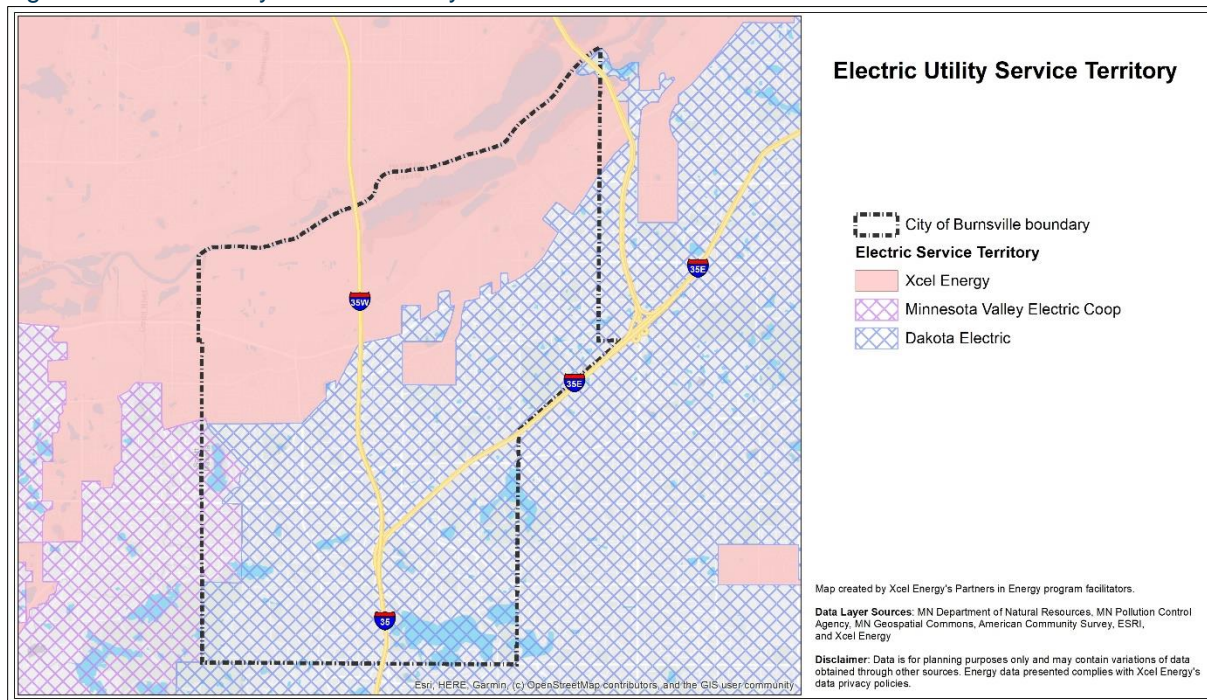 Electric Utility Service Territory
City of Burnsville boundary
Electric Service Territory
Xcel Energy
Minnesota Valley Electric Coop
Dakota Electric
35E
35W
35E
35
Map created by Xcel Energy's Partners in Energy program facilitators.
Data Layer Sources: MN Department of Natural Resources, MN Pollution Control
Agency, MN Geospatial Commons, American Community Survey, ESRI,
and Xcel Energy
Disclaimer: Data is for planning purposes only and may contain variations of data
obtained through other sources. Energy data presented complies with Xcel Energy's
data privacy policies.
Esri, HERE, Garmin, (c) OpenStreetMap contributors, and the GIS user community